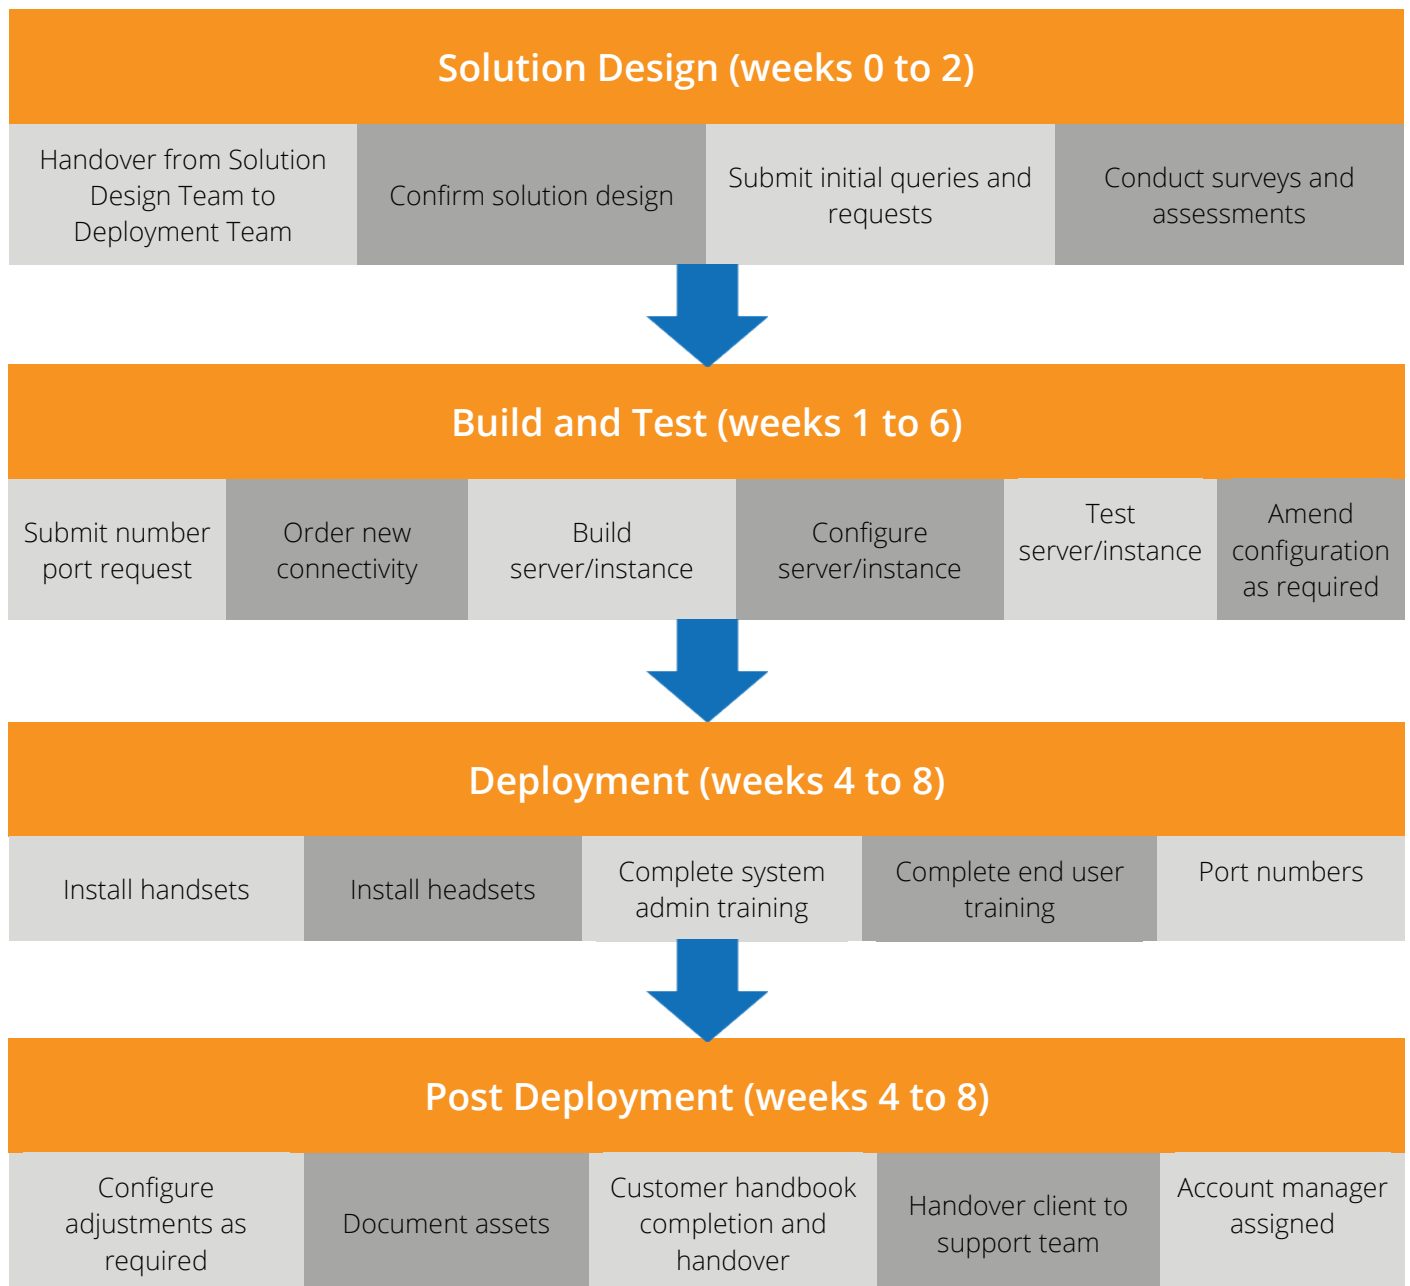 Solution Design (weeks 0 to 2)
Handover from Solution
Design Team to
Deployment Team
Confirm solution design
Submit initial queries and
requests
Conduct surveys and
assessments
Build and Test (weeks 1 to 6)
Submit number
port request
Order new
connectivity
Build
server/instance
Configure
server/instance
Test
server/instance
Amend
configuration
as required
Deployment (weeks 4 to 8)
Install handsets
Install headsets
Complete system
admin training
Complete end user
training
Port numbers
Post Deployment (weeks 4 to 8)
Configure
adjustments as
required
Document assets
Customer handbook
completion and
handover
Handover client to
support team
Account manager
assigned